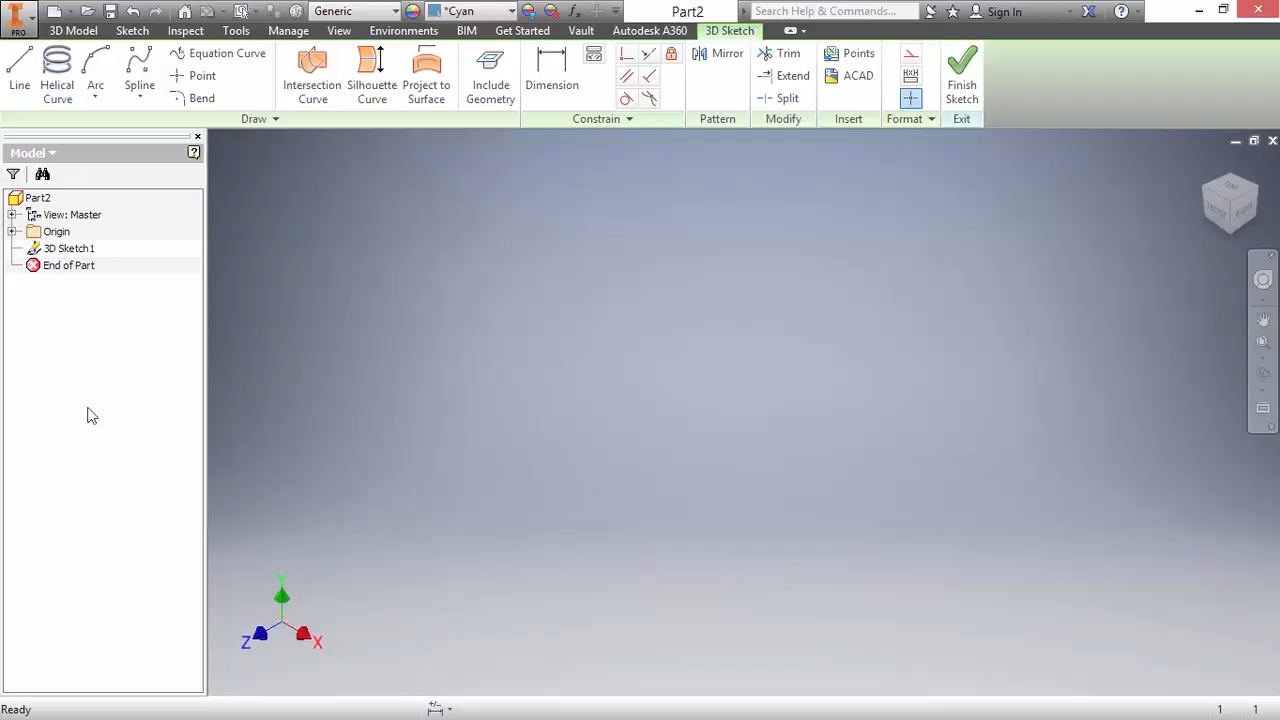 Generic
*Cyan
Part2
Search Help & Commands...
Sign In
PRO
3D Model
Sketch
Inspect
Tools
Manage
View
Environments
BIM
Get Started
Vault
Autodesk A360
3D Sketch
Line
Helical
Curve
Arc
Spline
Equation Curve
Point
Bend
Intersection
Curve
Silhouette
Curve
Project to
Surface
Include
Geometry
Dimension
Mirror
Trim
Extend
Split
Points
ACAD
Finish
Sketch
Draw
Constrain
Pattern
Modify
Insert
Format
Exit
Model
Part2
View: Master
Origin
3D Sketch1
End of Part
TOP
FRONT
RIGHT
Y
Z
X
Ready
1
1